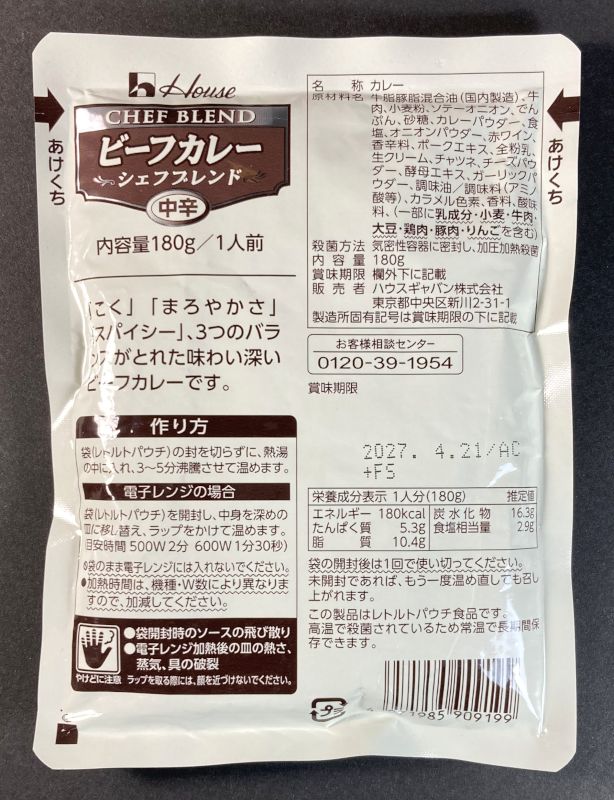 House
CHEF BLEND
ビーフカレー
シェフブレンド
中辛
内容量180g／1人前
あけくち
「こく」「まろやかさ」
スパイシー」、3つのバラ
がとれた味わい深い
ビーフカレーです。
作り方
袋(レトルトパウチ)の封を切らずに、熱湯
の中に入れ、3～5分沸騰させて温めます。
電子レンジの場合
袋(レトルトパウチ)を開封し、中身を深めの
皿に移し替え、ラップをかけて温めます。
目安時間 500W 2分 600W 1分30秒)
袋のまま電子レンジには入れないでください。
●加熱時間は、機種・W数により異なりま
すので、加減してください。
●袋開封時のソースの飛び散り
●電子レンジ加熱後の皿の熱さ、
蒸気、具の破裂
やけどに注意 ラップを取る際には、顔を近づけないでください。
名称 カレー
原材料名 牛脂豚脂混合油(国内製造)、牛
肉、小麦粉、ソテーオニオン、でん
ぷん、砂糖、カレーパウダー、食
塩、オニオンパウダー、赤ワイン、
香辛料、ポークエキス、全粉乳、
生クリーム、チャツネ、チーズパウ
ダー、酵母エキス、ガーリックパ
ウダー、調味油／調味料(アミノ
酸等)、カラメル色素、香料、酸味
料、(一部に乳成分・小麦・牛肉・
大豆・鶏肉・豚肉・りんごを含む)
殺菌方法 気密性容器に密封し、加圧加熱殺菌
内容量 180g
賞味期限 欄外下に記載
販売者 ハウスギャバン株式会社
東京都中央区新川2-31-1
製造所固有記号は賞味期限の下に記載
お客様相談センター
0120-39-1954
賞味期限
2027. 4.21/AC
+F5
栄養成分表示 1人分(180g) 推定値
エネルギー 180kcal 炭水化物 16.3g
たんぱく質 5.3g 食塩相当量 2.9g
脂質 10.4g
袋の開封後は1回で使い切ってください。
未開封であれば、もう一度温め直しても召し
上がれます。
この製品はレトルトパウチ食品です。
高温で殺菌されているため常温で長期間保
存できます。
1985 909199
あけくち